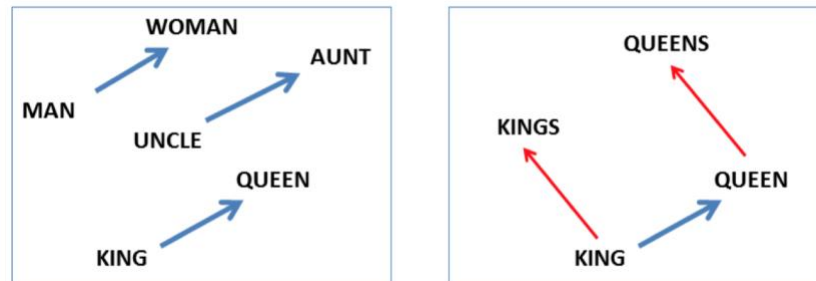 WOMAN
AUNT
MAN
UNCLE
QUEEN
KING
QUEENS
KINGS
QUEEN
KING